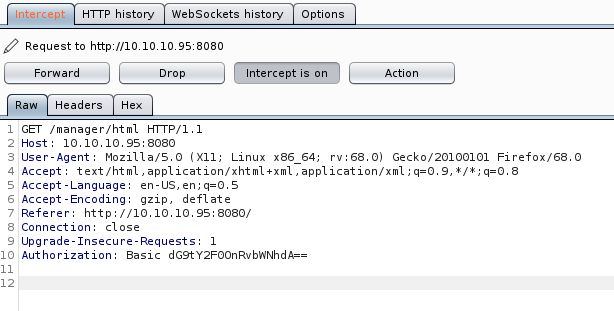 Intercept HTTP history WebSockets history Options
Request to http://10.10.10.95:8080
Forward Drop Intercept is on Action
Raw Headers Hex
1 GET /manager/html HTTP/1.1
2 Host: 10.10.10.95:8080
3 User-Agent: Mozilla/5.0 (X11; Linux x86_64; rv:68.0) Gecko/20100101 Firefox/68.0
4 Accept: text/html,application/xhtml+xml,application/xml;q=0.9,*/*;q=0.8
5 Accept-Language: en-US,en;q=0.5
6 Accept-Encoding: gzip, deflate
7 Referer: http://10.10.10.95:8080/
8 Connection: close
9 Upgrade-Insecure-Requests: 1
10 Authorization: Basic dG9tY2F0OnRvbWNhdA==
11
12